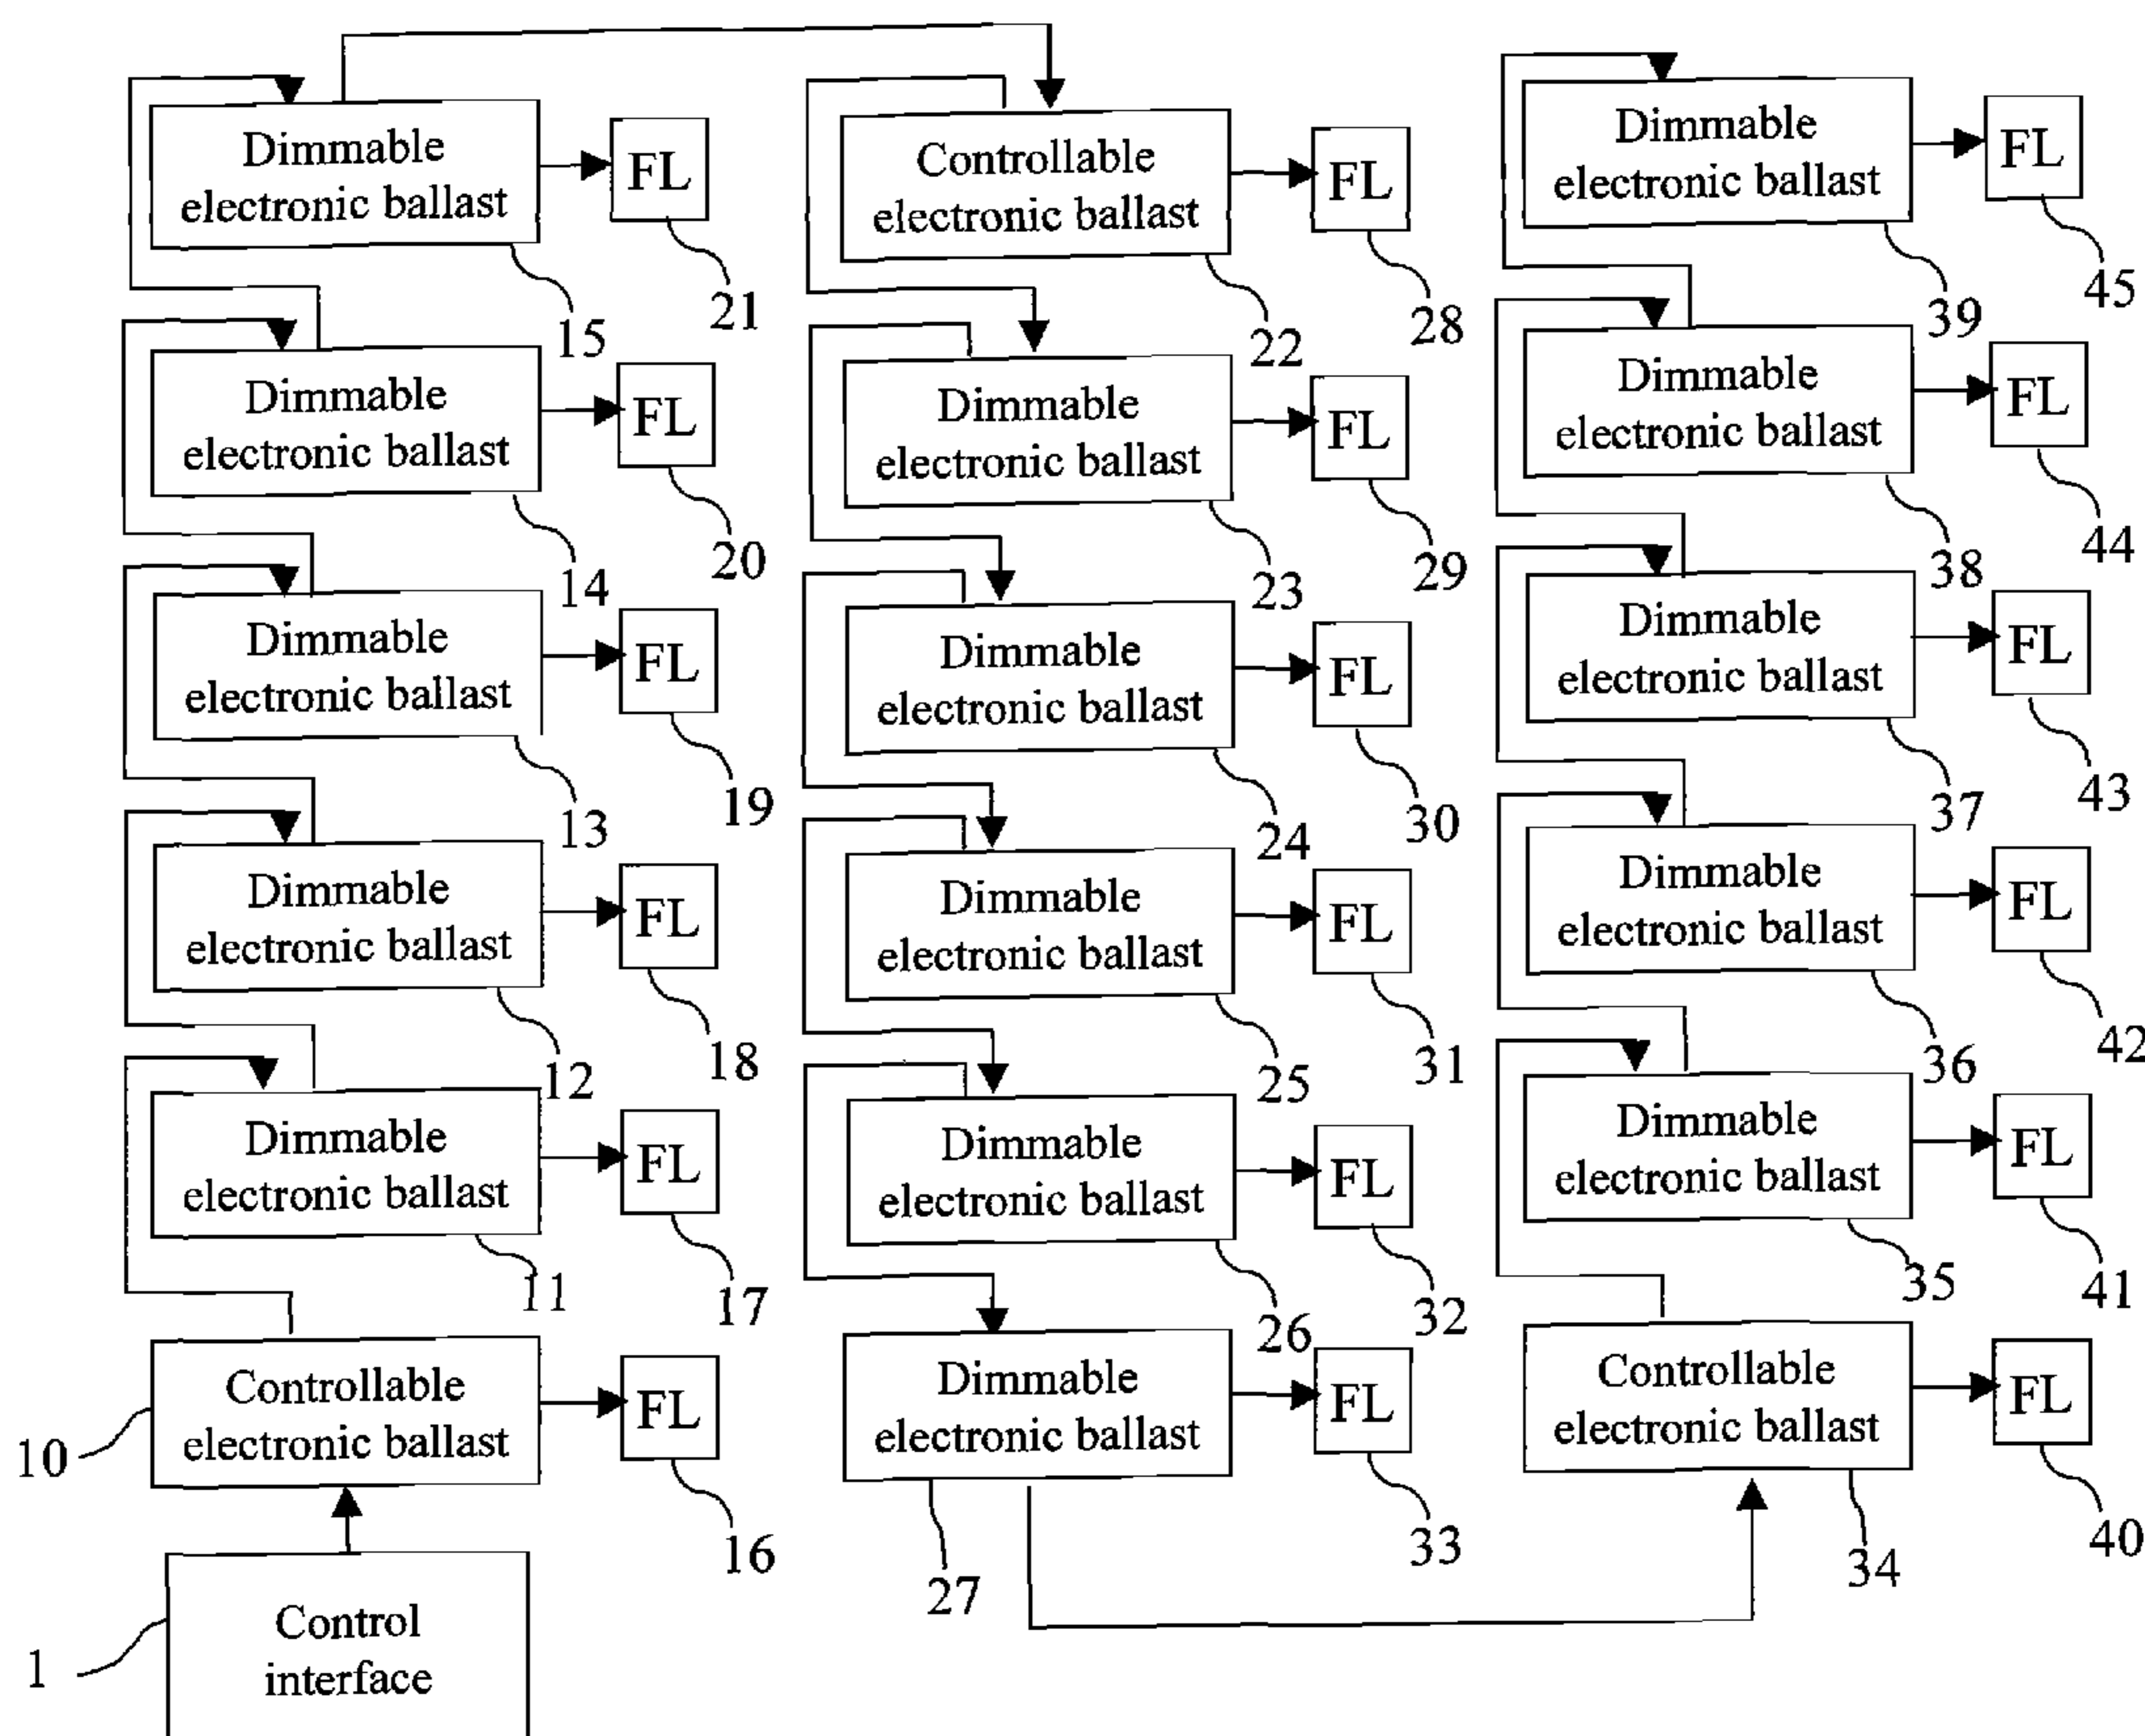 Dimmable
electronic ballast
FL
15
21
Dimmable
electronic ballast
FL
14
20
Dimmable
electronic ballast
FL
13
19
Dimmable
electronic ballast
FL
12
18
Dimmable
electronic ballast
FL
11
17
Controllable
electronic ballast
FL
10
16
Control
interface
1
Controllable
electronic ballast
FL
22
28
Dimmable
electronic ballast
FL
23
29
Dimmable
electronic ballast
FL
24
30
Dimmable
electronic ballast
FL
25
31
Dimmable
electronic ballast
FL
26
32
Dimmable
electronic ballast
FL
27
33
Dimmable
electronic ballast
FL
39
45
Dimmable
electronic ballast
FL
38
44
Dimmable
electronic ballast
FL
37
43
Dimmable
electronic ballast
FL
36
42
Dimmable
electronic ballast
FL
35
41
Controllable
electronic ballast
FL
34
40